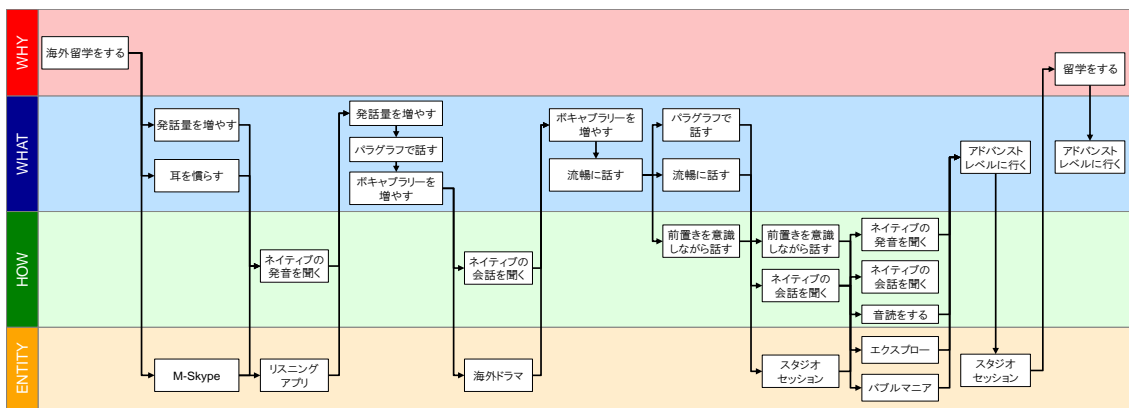 WHY
海外留学をする
留学をする
WHAT
発話量を増やす
耳を慣らす
発話量を増やす
パラグラフで話す
ボキャブラリーを
増やす
ボキャブラリーを
増やす
流暢に話す
パラグラフで
話す
流暢に話す
アドバンスト
レベルに行く
アドバンスト
レベルに行く
HOW
ネイティブの
発音を聞く
ネイティブの
会話を聞く
前置きを意識
しながら話す
前置きを意識
しながら話す
ネイティブの
会話を聞く
ネイティブの
発音を聞く
ネイティブの
会話を聞く
音読をする
ENTITY
M-Skype
リスニング
アプリ
海外ドラマ
スタジオ
セッション
エクスプロー
バブルマニア
スタジオ
セッション